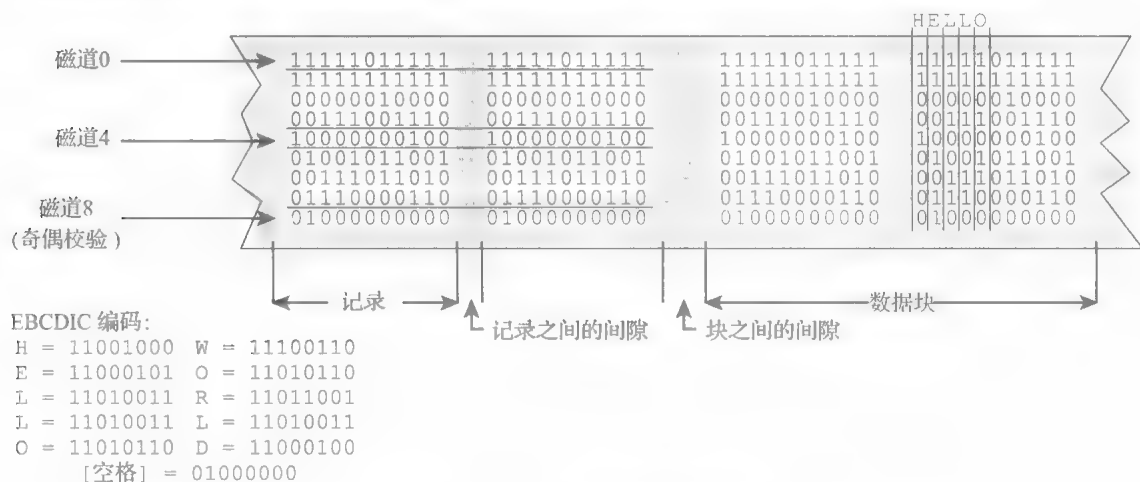 HELLO
磁道0 11111011111 11111011111 11111011111 11111011111
11111111111 11111111111 11111111111 11111111111
00000010000 00000010000 00000010000 00000010000
00111001110 00111001110 00111001110 00111001110
磁道4 10000000100 10000000100 10000000100 10000000100
01001011001 01001011001 01001011001 01001011001
00111011010 00111011010 00111011010 00111011010
磁道8 01110000110 01110000110 01110000110 01110000110
(奇偶校验) 01000000000 01000000000 01000000000 01000000000
记录 记录之间的间隙 块之间的间隙 数据块
EBCDIC 编码:
H = 11001000 W = 11100110
E = 11000101 O = 11010110
L = 11010011 R = 11011001
L = 11010011 L = 11010011
O = 11010110 D = 11000100
[空格] = 01000000